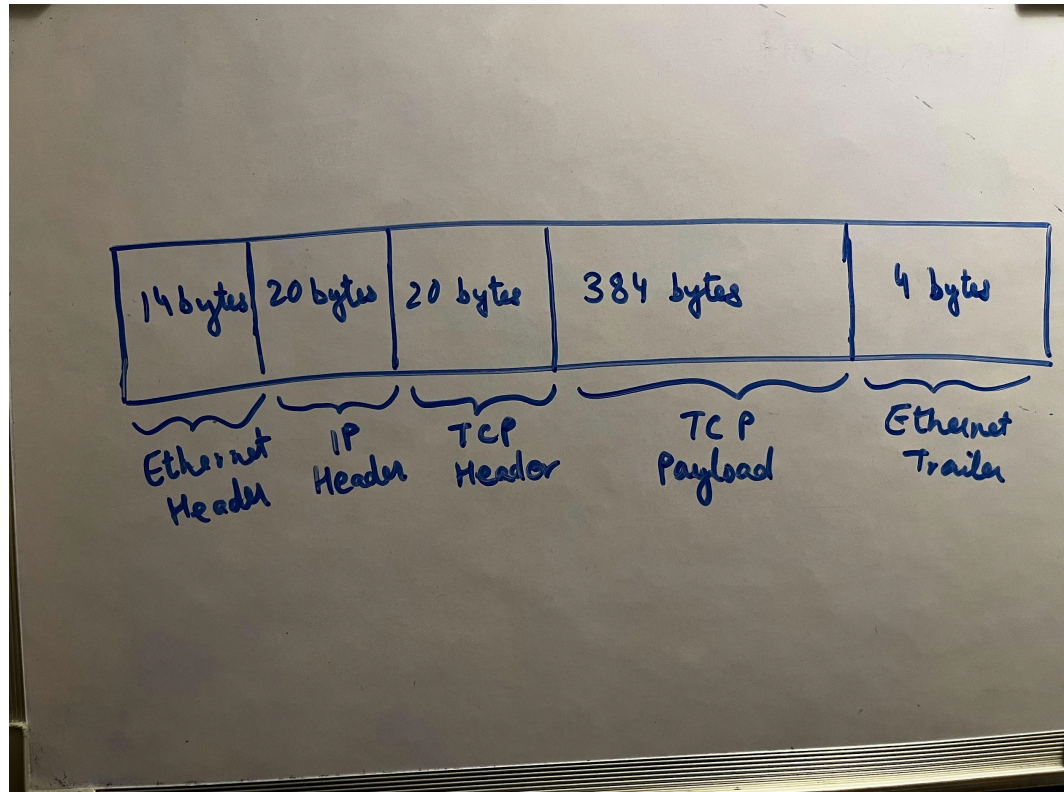 14 bytes 20 bytes 20 bytes 384 bytes 4 bytes
Ethernet Header
IP Header
TCP Header
TCP Payload
Ethernet Trailer